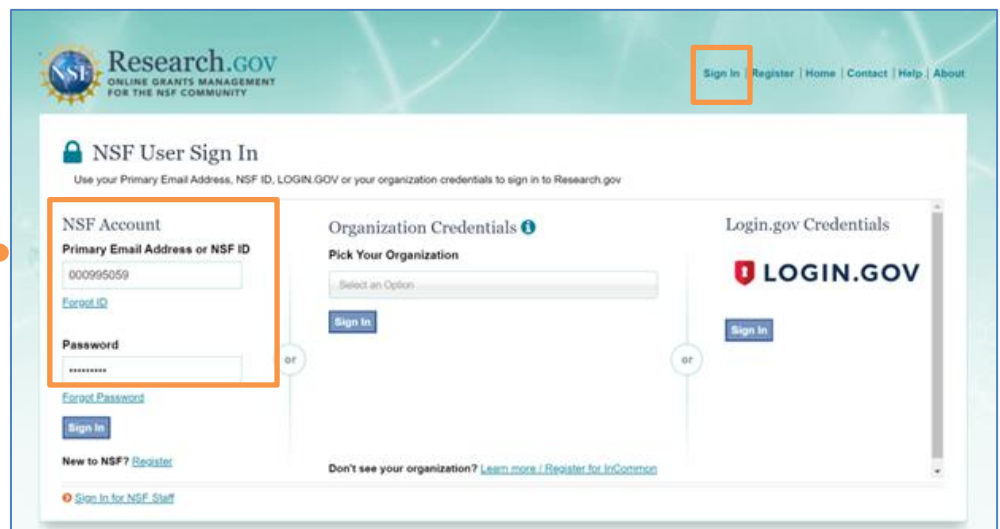 NSF
Research.GOV
ONLINE GRANTS MANAGEMENT
FOR THE NSF COMMUNITY
Sign In | Register | Home | Contact | Help | About
NSF User Sign In
Use your Primary Email Address, NSF ID, LOGIN.GOV or your organization credentials to sign in to Research.gov
NSF Account
Primary Email Address or NSF ID
000995059
Forgot ID
Password
•••••••••
Forgot Password
Sign In
New to NSF? Register
or
Organization Credentials
Pick Your Organization
Select an Option
Sign In
Don't see your organization? Learn more / Register for InCommon
or
Login.gov Credentials
LOGIN.GOV
Sign In
Sign In for NSF Staff